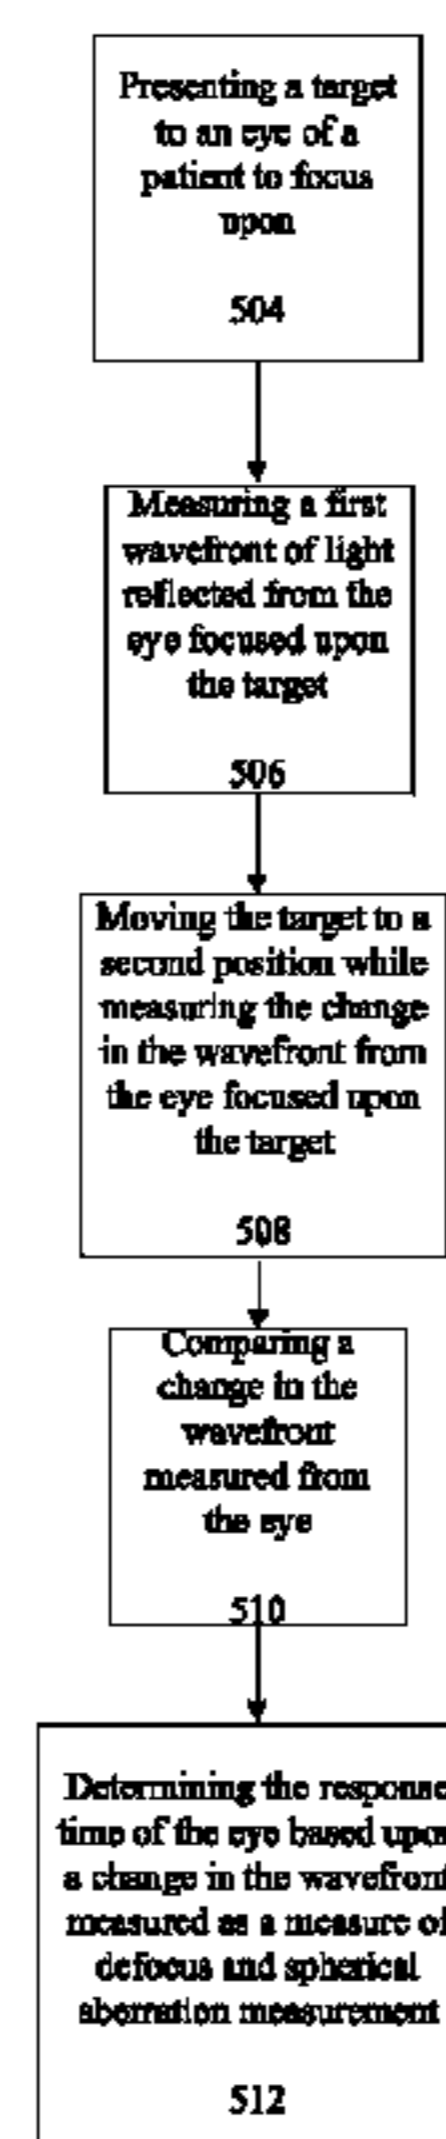 Presenting a target
to an eye of a
patient to focus
upon
504
Measuring a first
wavefront of light
reflected from the
eye focused upon
the target
506
Moving the target to a
second position while
measuring the change
in the wavefront from
the eye focused upon
the target
508
Comparing a
change in the
wavefront
measured from
the eye
510
Determining the response
time of the eye based upon
a change in the wavefront
measured as a measure of
defocus and spherical
aberration measurement
512